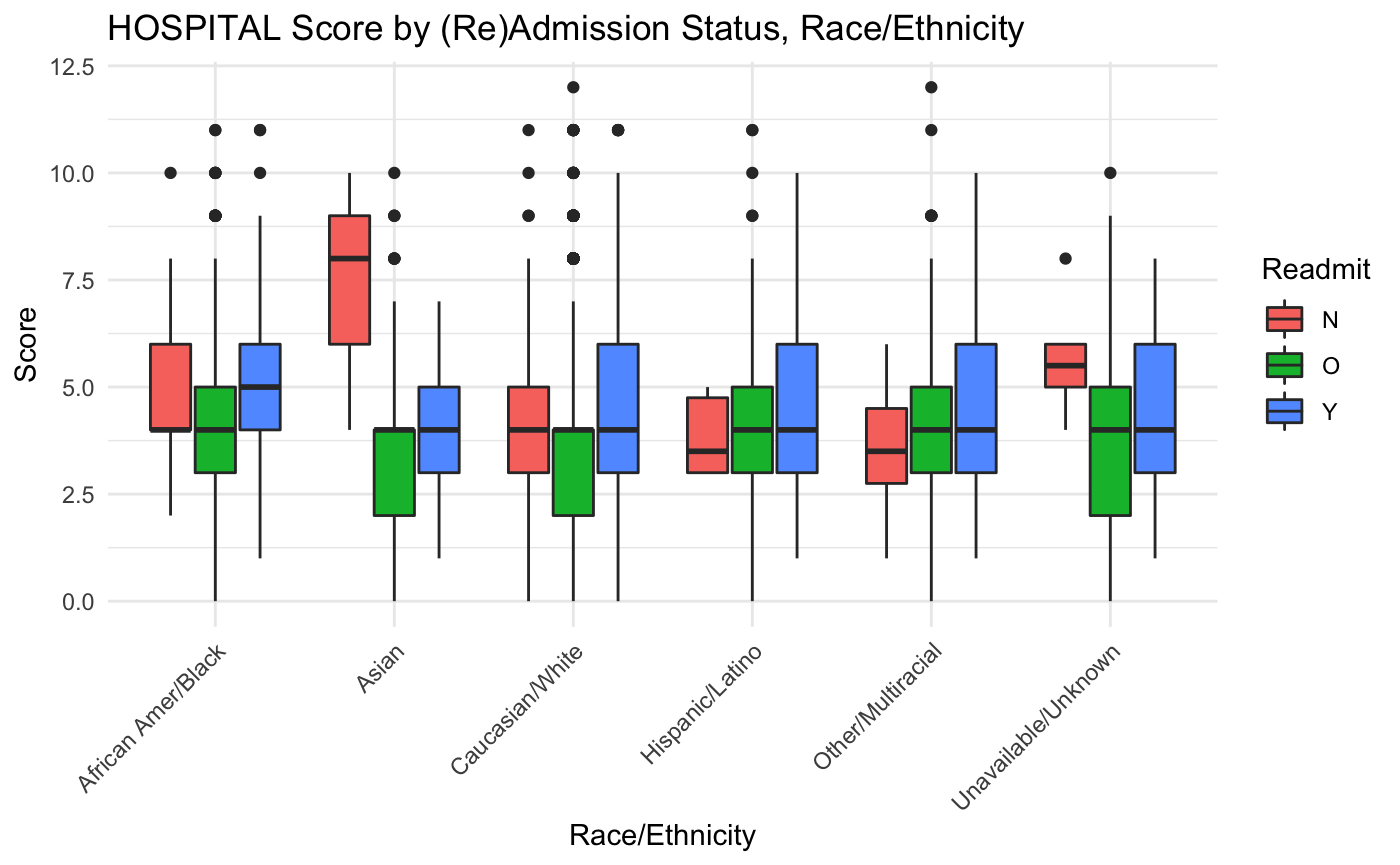 HOSPITAL Score by (Re)Admission Status, Race/Ethnicity
12.5
10.0
7.5
5.0
2.5
0.0
Score
African Amer/Black
Asian
Caucasian/White
Hispanic/Latino
Other/Multiracial
Unavailable/Unknown
Race/Ethnicity
Readmit
N
O
Y